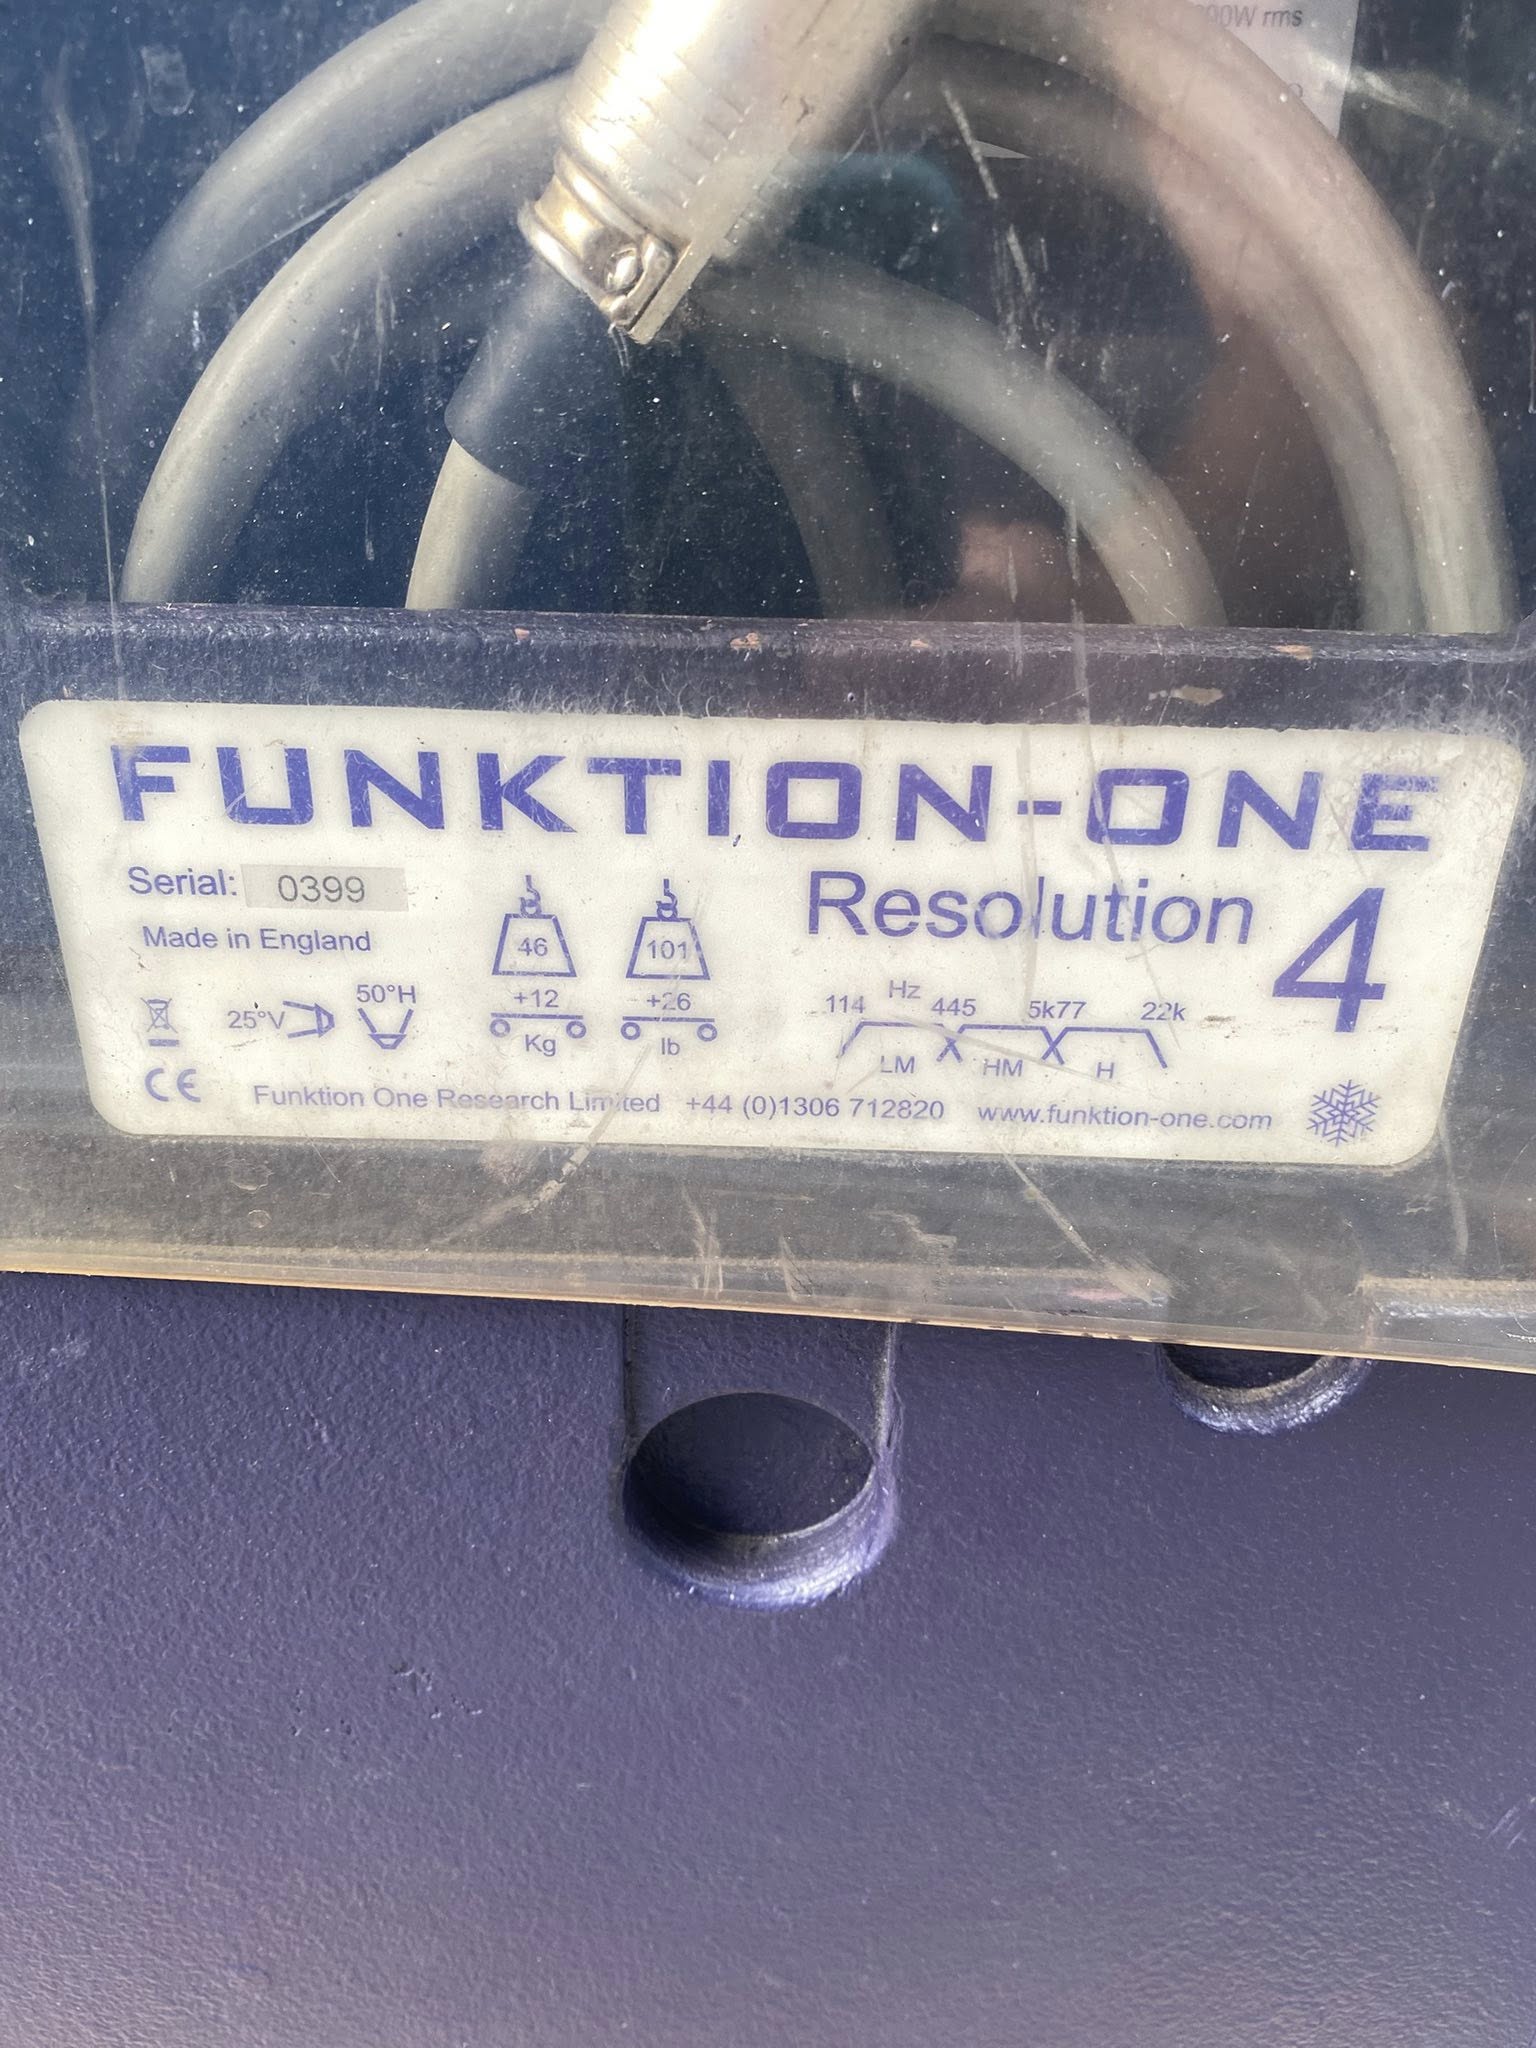 W rms
FUNKTION-ONE
Serial: 0399
Made in England
Resolution 4
46
101
+12
+26
Kg
lb
25°V
50°H
Hz
114 445 5k77 22k
LM HM H
CE
Funktion One Research Limited +44 (0)1306 712820 www.funktion-one.com